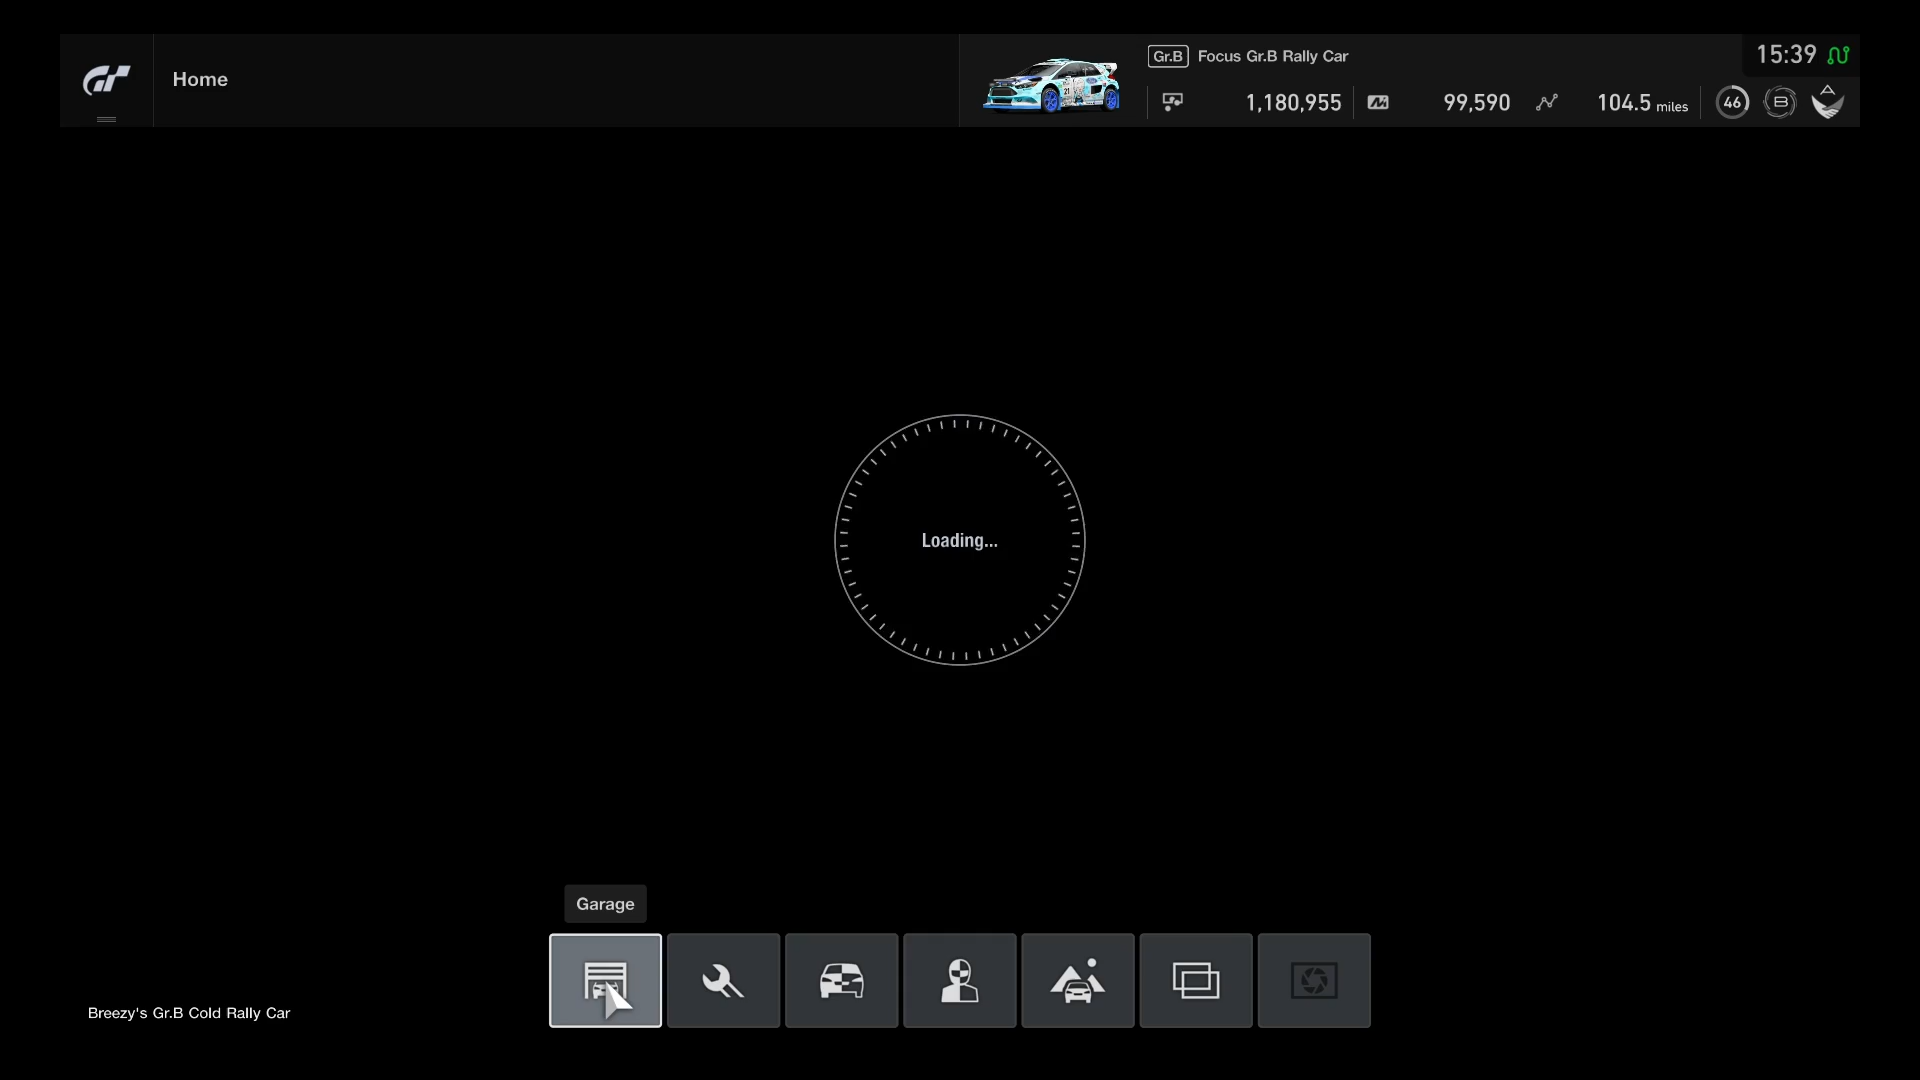 Home
Gr.B Focus Gr.B Rally Car
15:39
1,180,955
99,590
104.5 miles
46
B
A
Loading...
Garage
Breezy's Gr.B Cold Rally Car